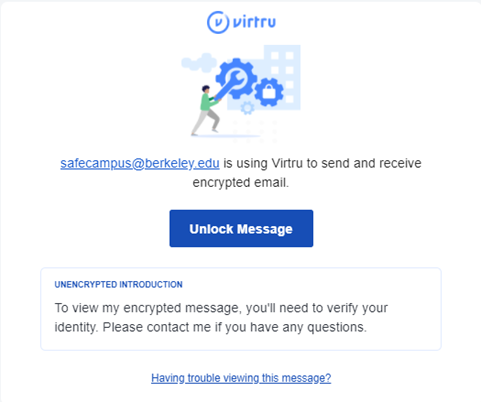 virtru
safecampus@berkeley.edu is using Virtru to send and receive
encrypted email.
Unlock Message
UNENCRYPTED INTRODUCTION
To view my encrypted message, you'll need to verify your
identity. Please contact me if you have any questions.
Having trouble viewing this message?